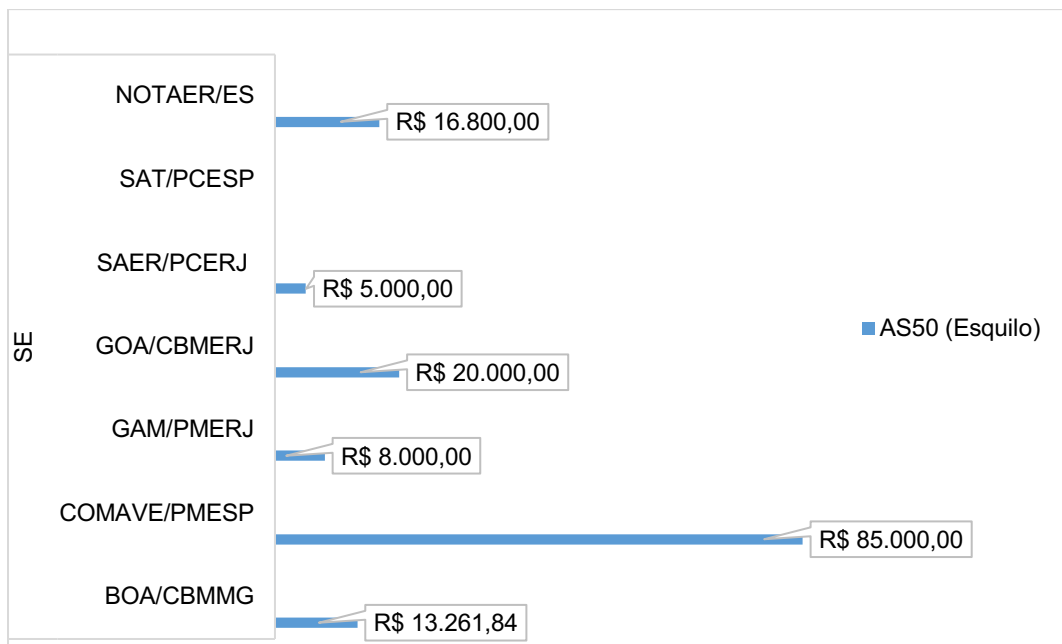 NOTAER/ES
R$ 16.800,00
SAT/PCESP
SAER/PCERJ
R$ 5.000,00
SE
GOA/CBMERJ
R$ 20.000,00
AS50 (Esquilo)
GAM/PMERJ
R$ 8.000,00
COMAVE/PMESP
R$ 85.000,00
BOA/CBMMG
R$ 13.261,84